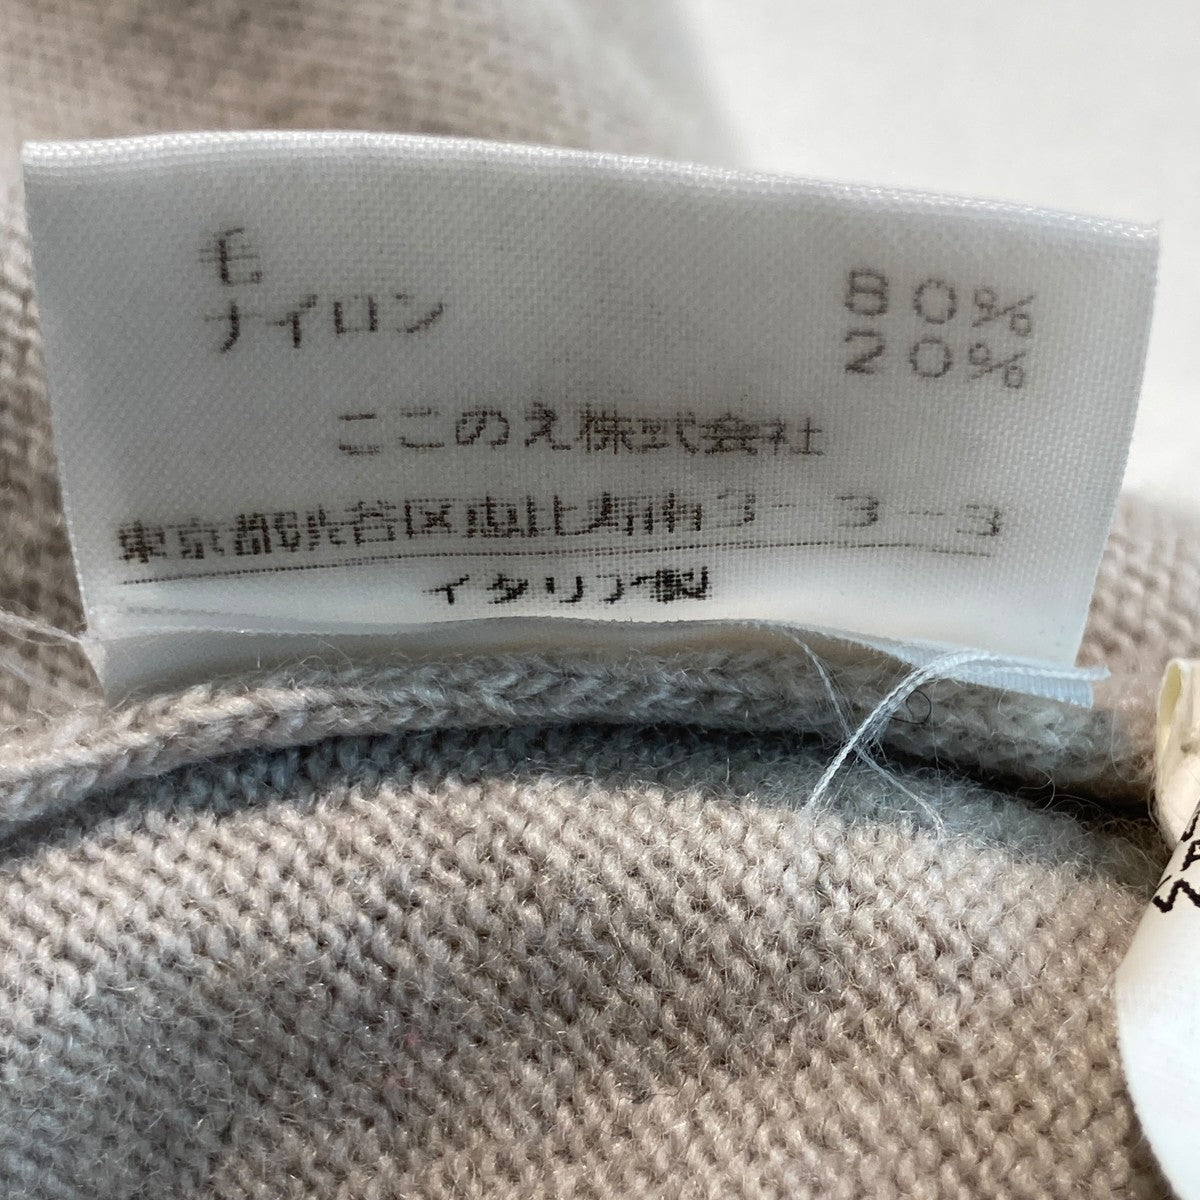 毛 80%
ナイロン 20%
ここのえ株式会社
東京都渋谷区恵比寿南3-3-3
イタリア製